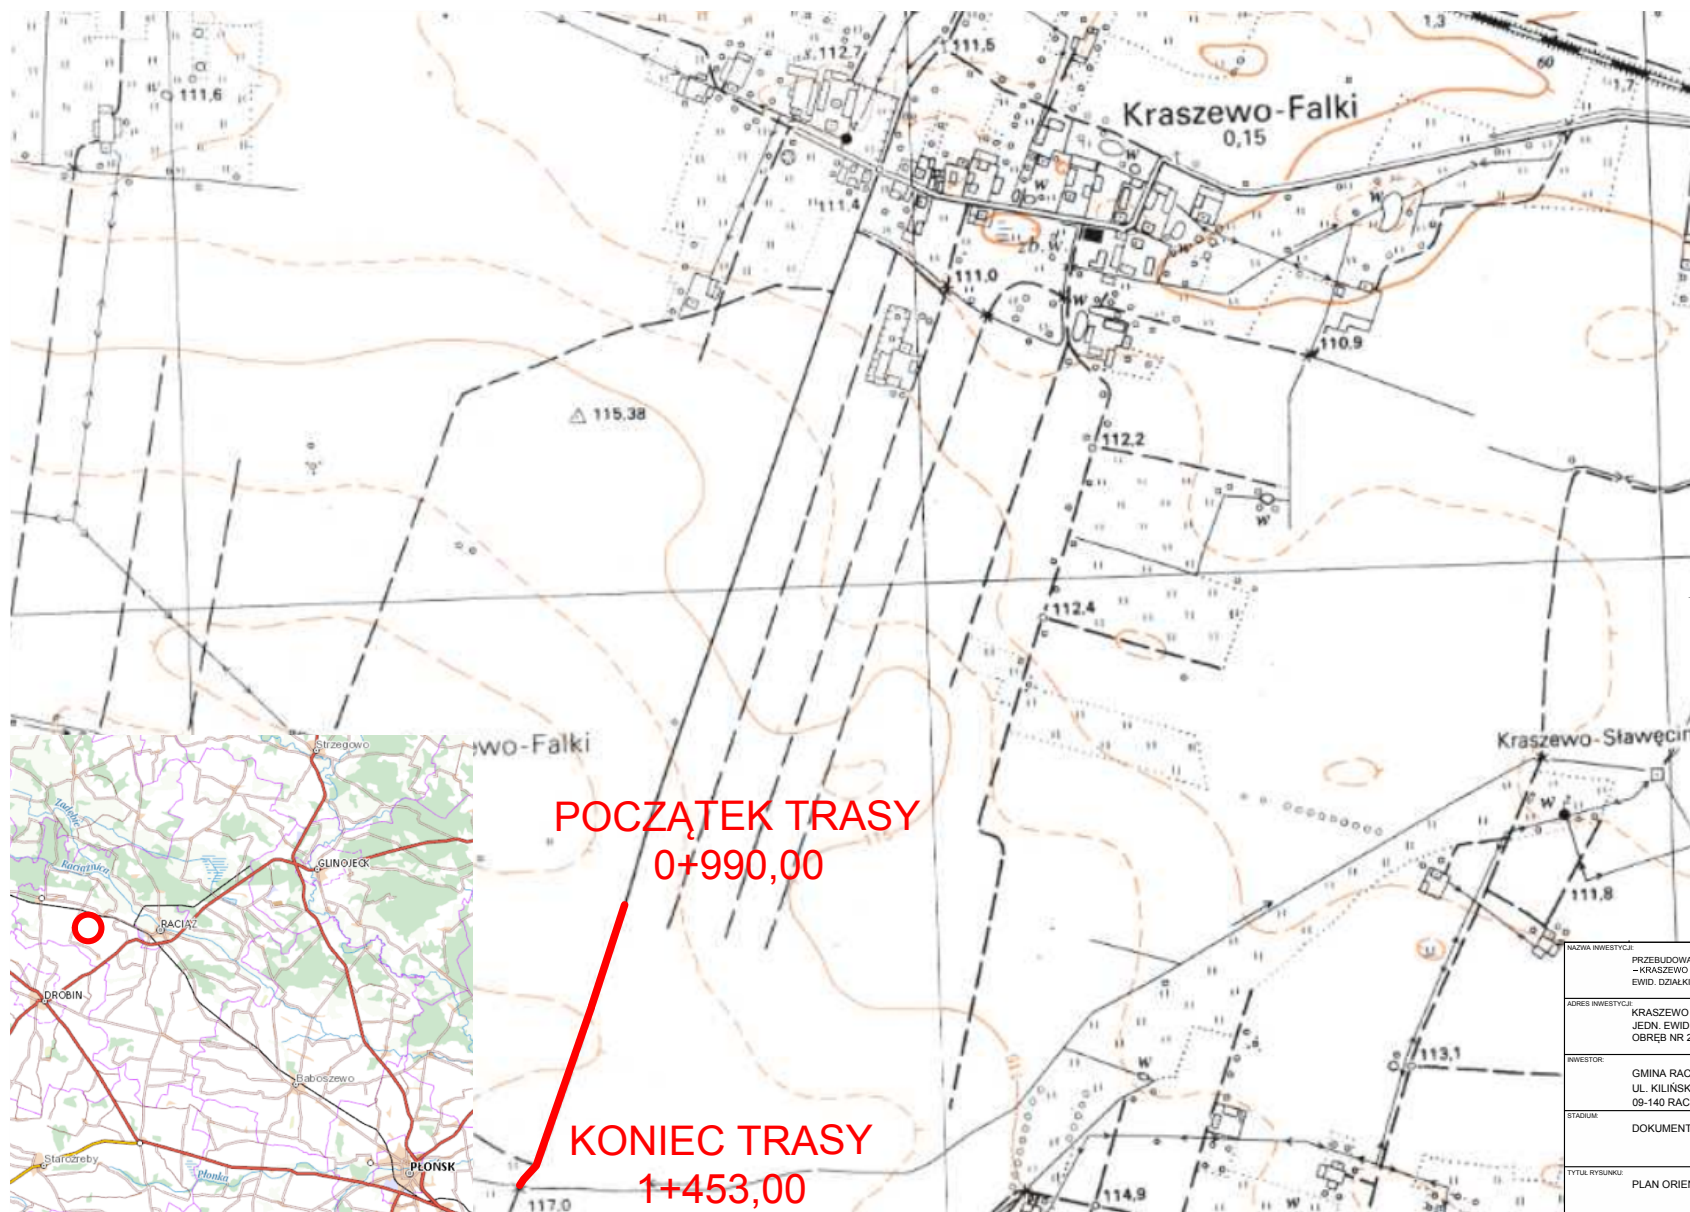 1,3
112,7
111,5
60
1,7
111,6
w
Kraszewo-Falki
0,15
w
w
w
111.4
zb.w.
111.0
w
110,9
115,38
112,2
w
112,4
Kraszewo-Sławęcin
wo-Falki
Strzegowo
w
POCZĄTEK TRASY
0+990,00
GLINOJECK
Raciążnica
RACIĄŻ
111,8
DROBIN
NAZWA INWESTYCJI:
PRZEBUDOWA
– KRASZEWO
EWID. DZIAŁKI
ADRES INWESTYCJI:
KRASZEWO
JEDN. EWID
OBRĘB NR 2
113,1
INWESTOR:
GMINA RAC
UL. KILIŃSK
09-140 RAC
w
Baboszewo
STADIUM:
DOKUMENT
KONIEC TRASY
1+453,00
Staroźreby
PŁOŃSK
Płonka
TYTUŁ RYSUNKU:
PLAN ORIEN
117,0
114,9
w